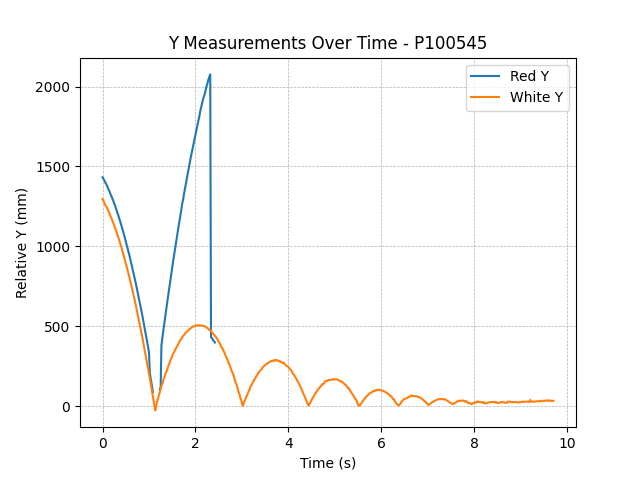 Y Measurements Over Time - P100545
Red Y
White Y
Relative Y (mm)
2000
1500
1000
500
0
0 2 4 6 8 10
Time (s)